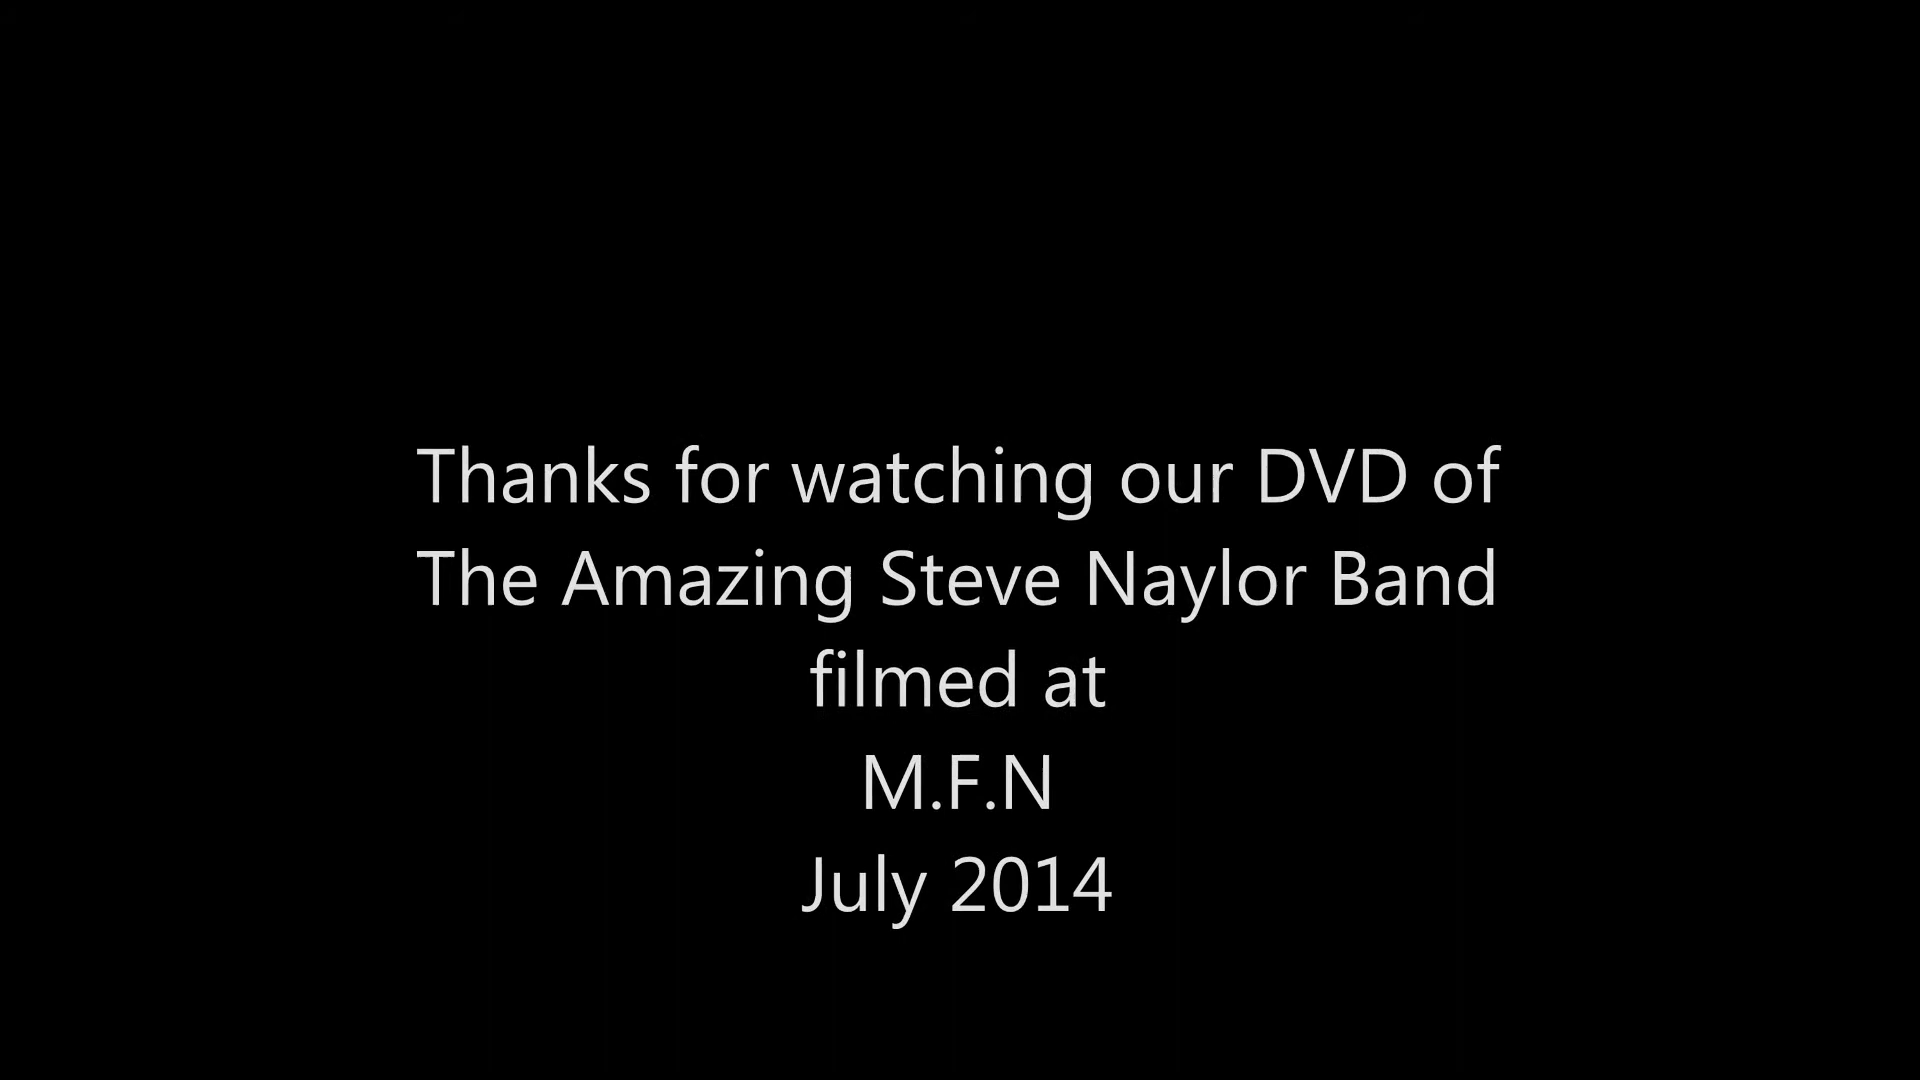 Thanks for watching our DVD of
The Amazing Steve Naylor Band
filmed at
M.F.N
July 2014